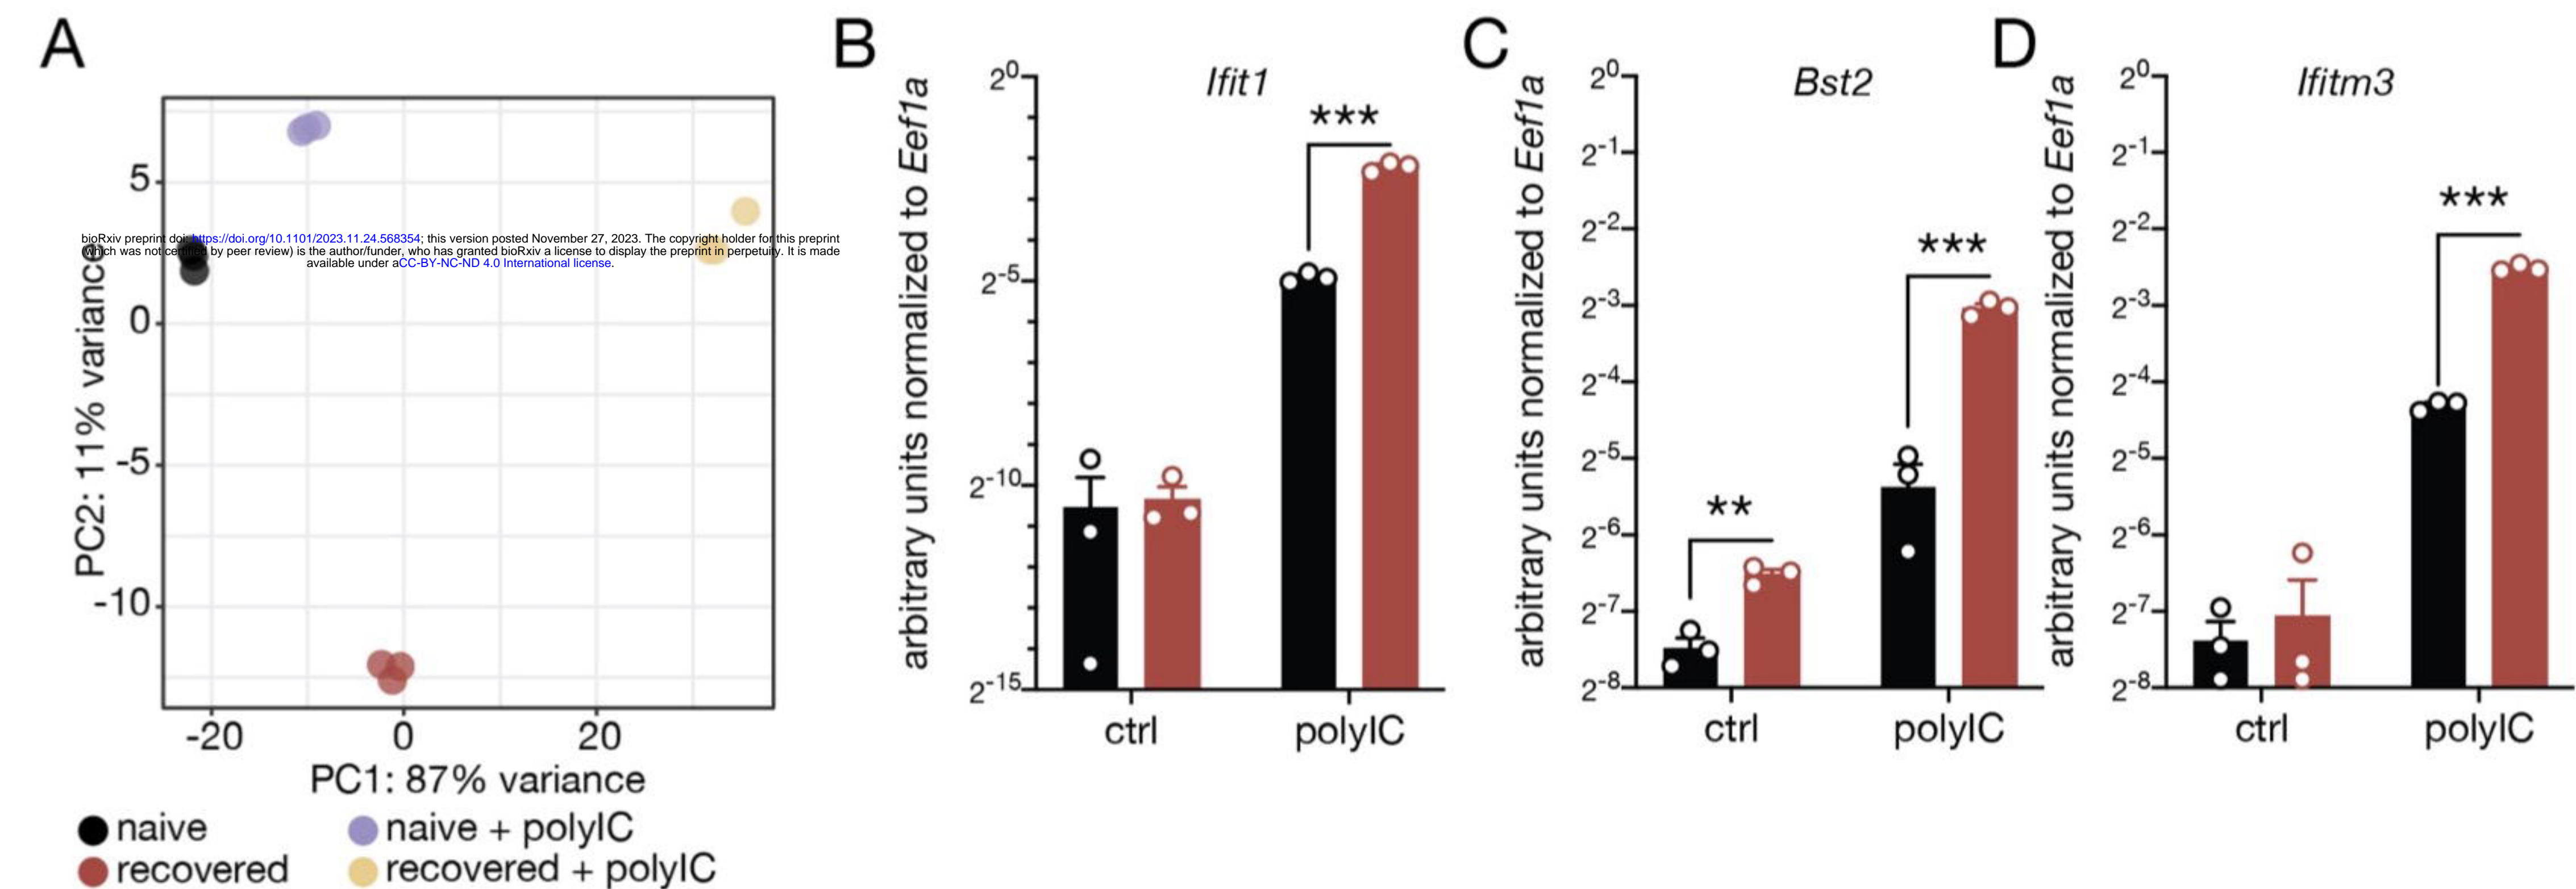 A
PC2: 11% variance
5
0
-5
-10
-20
0
20
PC1: 87% variance
naive
naive + polyIC
recovered
recovered + polyIC
bioRxiv preprint doi: https://doi.org/10.1101/2023.11.24.568354; this version posted November 27, 2023. The copyright holder for this preprint
(which was not certified by peer review) is the author/funder, who has granted bioRxiv a license to display the preprint in perpetuity. It is made
available under aCC-BY-NC-ND 4.0 International license.
B
arbitrary units normalized to Eef1a
Ifit1
2^0
2^-5
2^-10
2^-15
***
ctrl
polyIC
C
arbitrary units normalized to Eef1a
Bst2
2^0
2^-1
2^-2
2^-3
2^-4
2^-5
2^-6
2^-7
2^-8
**
***
ctrl
polyIC
D
arbitrary units normalized to Eef1a
Ifitm3
2^0
2^-1
2^-2
2^-3
2^-4
2^-5
2^-6
2^-7
2^-8
***
ctrl
polyIC